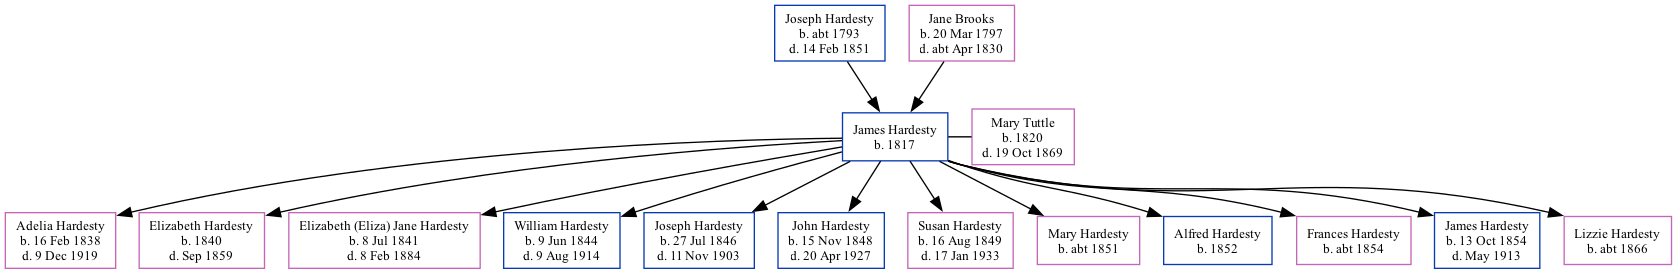 Joseph Hardesty
b. abt 1793
d. 14 Feb 1851
Jane Brooks
b. 20 Mar 1797
d. abt Apr 1830
James Hardesty
b. 1817
Mary Tuttle
b. 1820
d. 19 Oct 1869
Adelia Hardesty
b. 16 Feb 1838
d. 9 Dec 1919
Elizabeth Hardesty
b. 1840
d. Sep 1859
Elizabeth (Eliza) Jane Hardesty
b. 8 Jul 1841
d. 8 Feb 1884
William Hardesty
b. 9 Jun 1844
d. 9 Aug 1914
Joseph Hardesty
b. 27 Jul 1846
d. 11 Nov 1903
John Hardesty
b. 15 Nov 1848
d. 20 Apr 1927
Susan Hardesty
b. 16 Aug 1849
d. 17 Jan 1933
Mary Hardesty
b. abt 1851
Alfred Hardesty
b. 1852
Frances Hardesty
b. abt 1854
James Hardesty
b. 13 Oct 1854
d. May 1913
Lizzie Hardesty
b. abt 1866